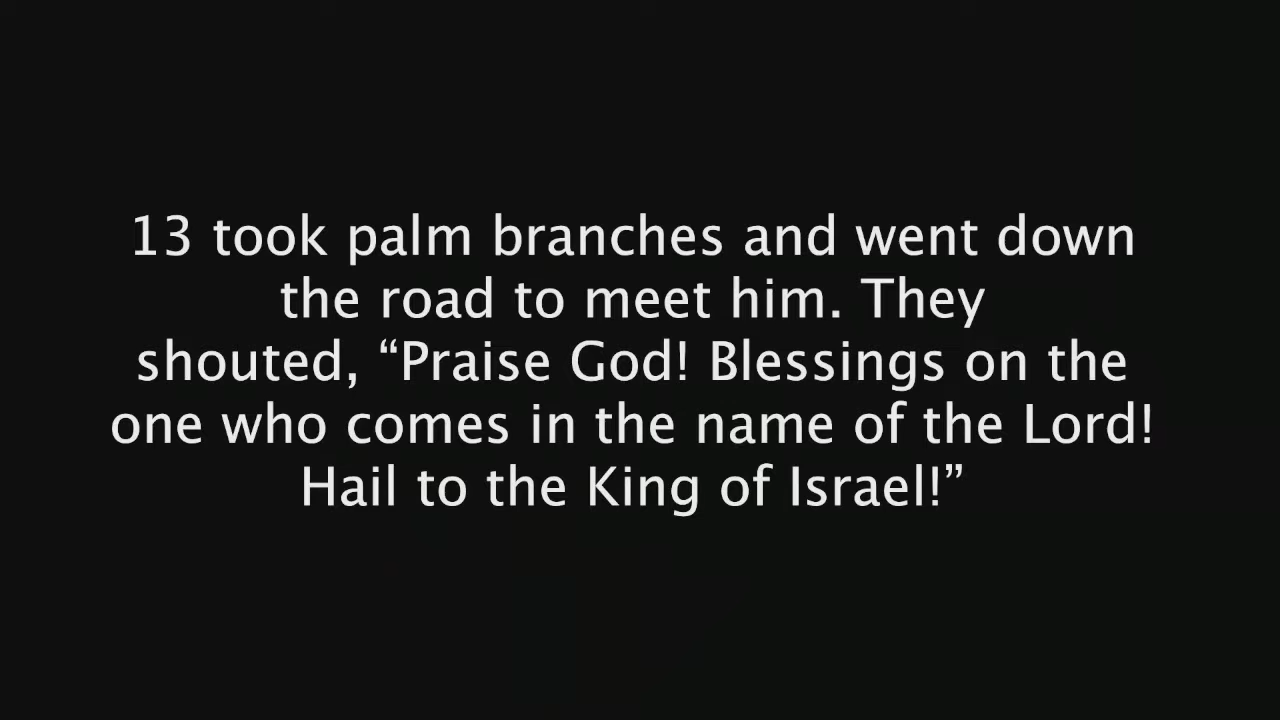 13 took palm branches and went down
the road to meet him. They
shouted, “Praise God! Blessings on the
one who comes in the name of the Lord!
Hail to the King of Israel!”